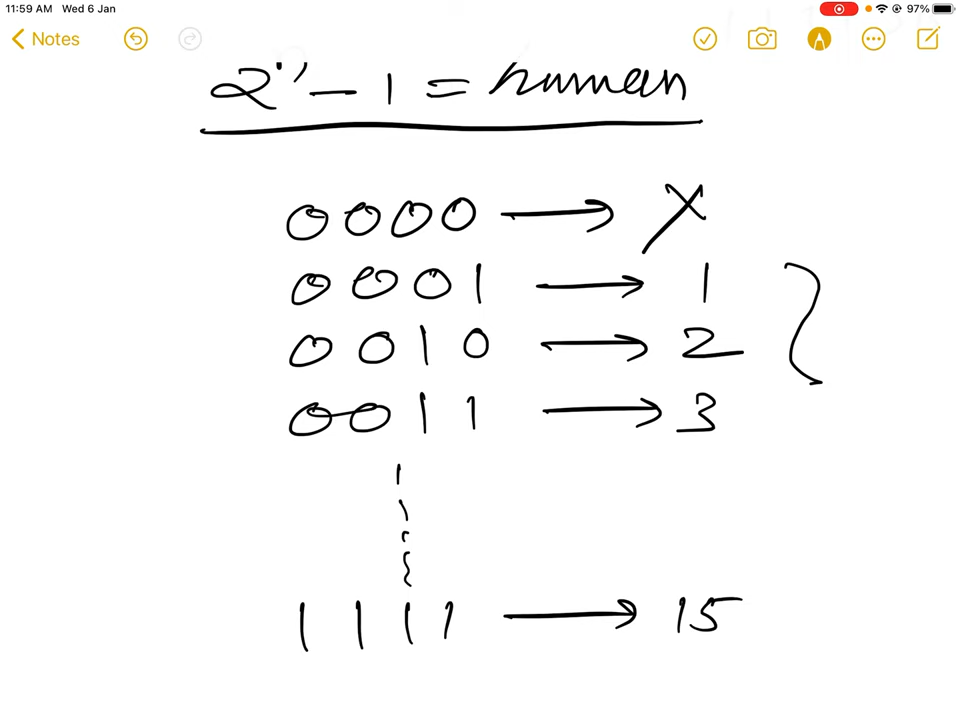 11:59 AM Wed 6 Jan 97%
Notes
2ⁿ - 1 = human
0000 → X
0001 → 1
0010 → 2
0011 → 3
1111 → 15